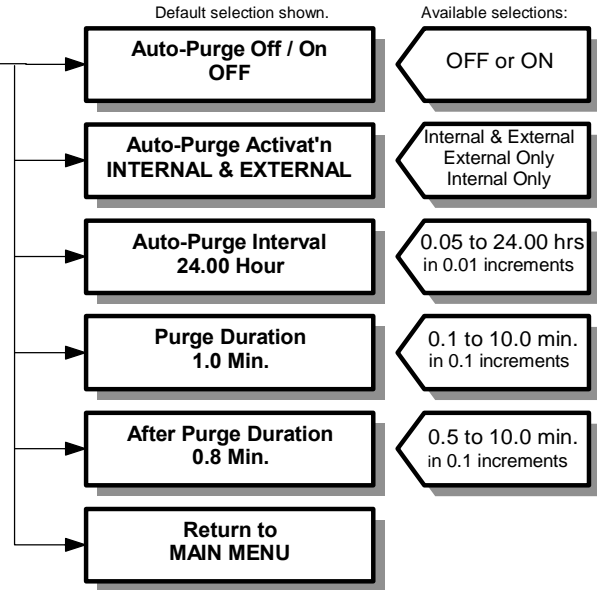 Default selection shown.
Available selections:
Auto-Purge Off / On
OFF
OFF or ON
Auto-Purge Activat'n
INTERNAL & EXTERNAL
Internal & External
External Only
Internal Only
Auto-Purge Interval
24.00 Hour
0.05 to 24.00 hrs
in 0.01 increments
Purge Duration
1.0 Min.
0.1 to 10.0 min.
in 0.1 increments
After Purge Duration
0.8 Min.
0.5 to 10.0 min.
in 0.1 increments
Return to
MAIN MENU